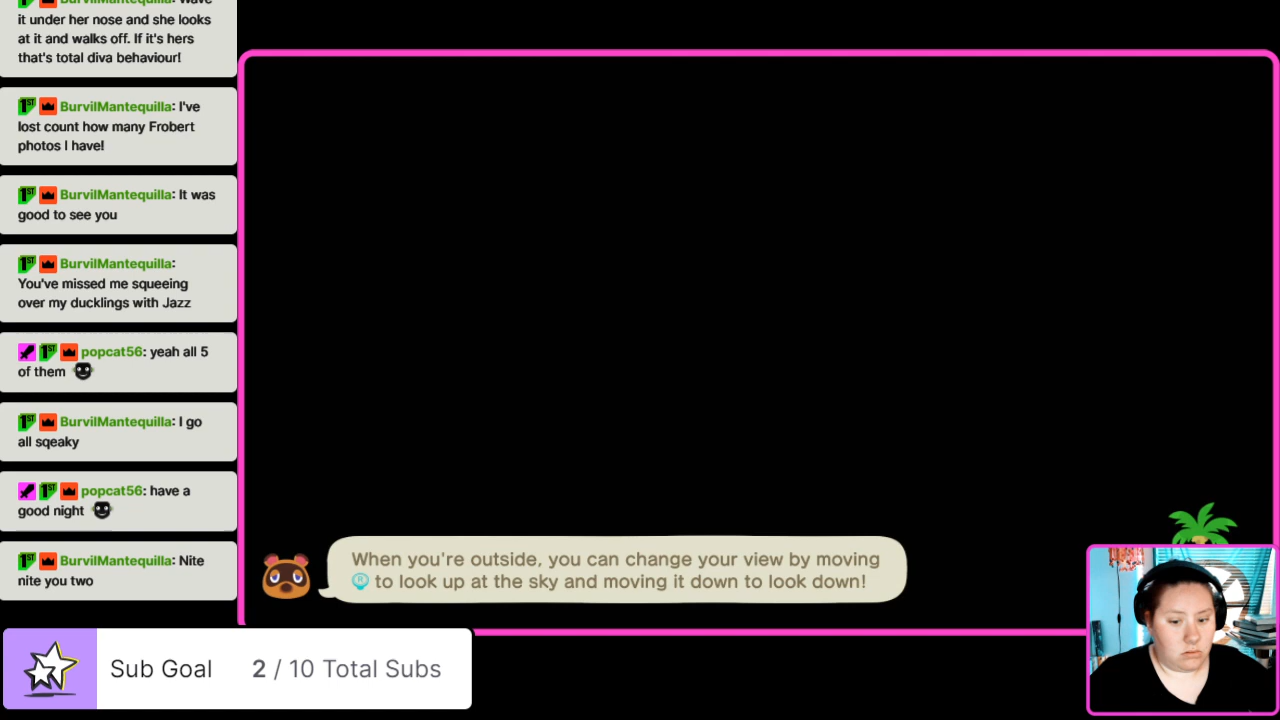 BurvilMantequilla: Wave
it under her nose and she looks
at it and walks off. If it's hers
that's total diva behaviour!
BurvilMantequilla: I've
lost count how many Frobert
photos I have!
BurvilMantequilla: It was
good to see you
BurvilMantequilla:
You've missed me squeeing
over my ducklings with Jazz
popcat56: yeah all 5
of them
BurvilMantequilla: I go
all sqeaky
popcat56: have a
good night
BurvilMantequilla: Nite
nite you two
When you're outside, you can change your view by moving
R to look up at the sky and moving it down to look down!
Sub Goal 2 / 10 Total Subs